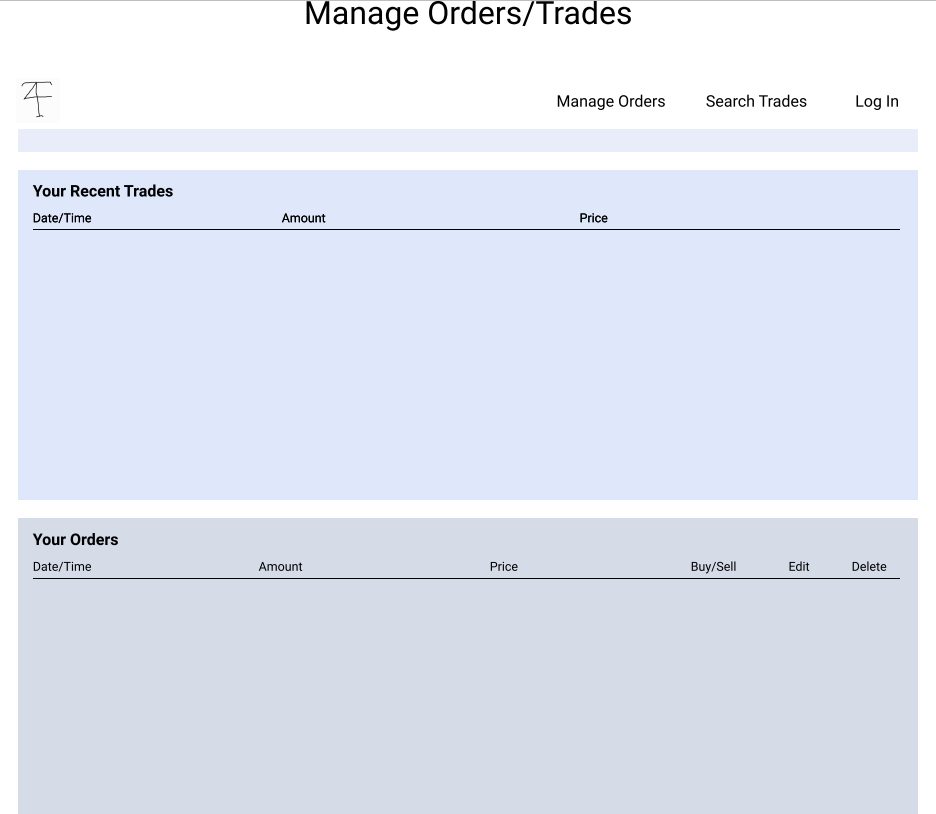 Manage Orders/Trades
Manage Orders Search Trades Log In
Your Recent Trades
Date/Time Amount Price
Your Orders
Date/Time Amount Price Buy/Sell Edit Delete